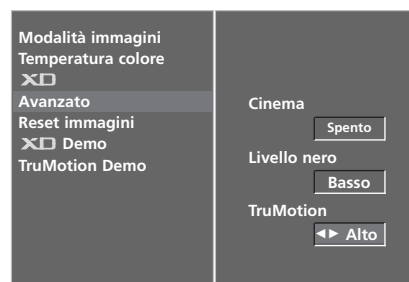 Modalità immagini
Temperatura colore
XD
Avanzato
Reset immagini
XD Demo
TruMotion Demo
Cinema
Spento
Livello nero
Basso
TruMotion
◄► Alto